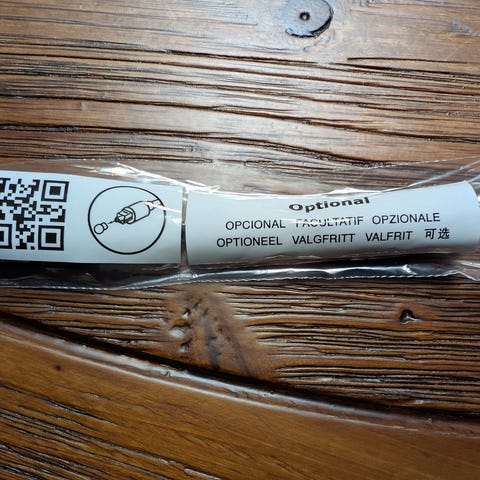 Optional
OPCIONAL FACULTATIF OPZIONALE
OPTIONEEL VALGFRITT VALFRIT 可选